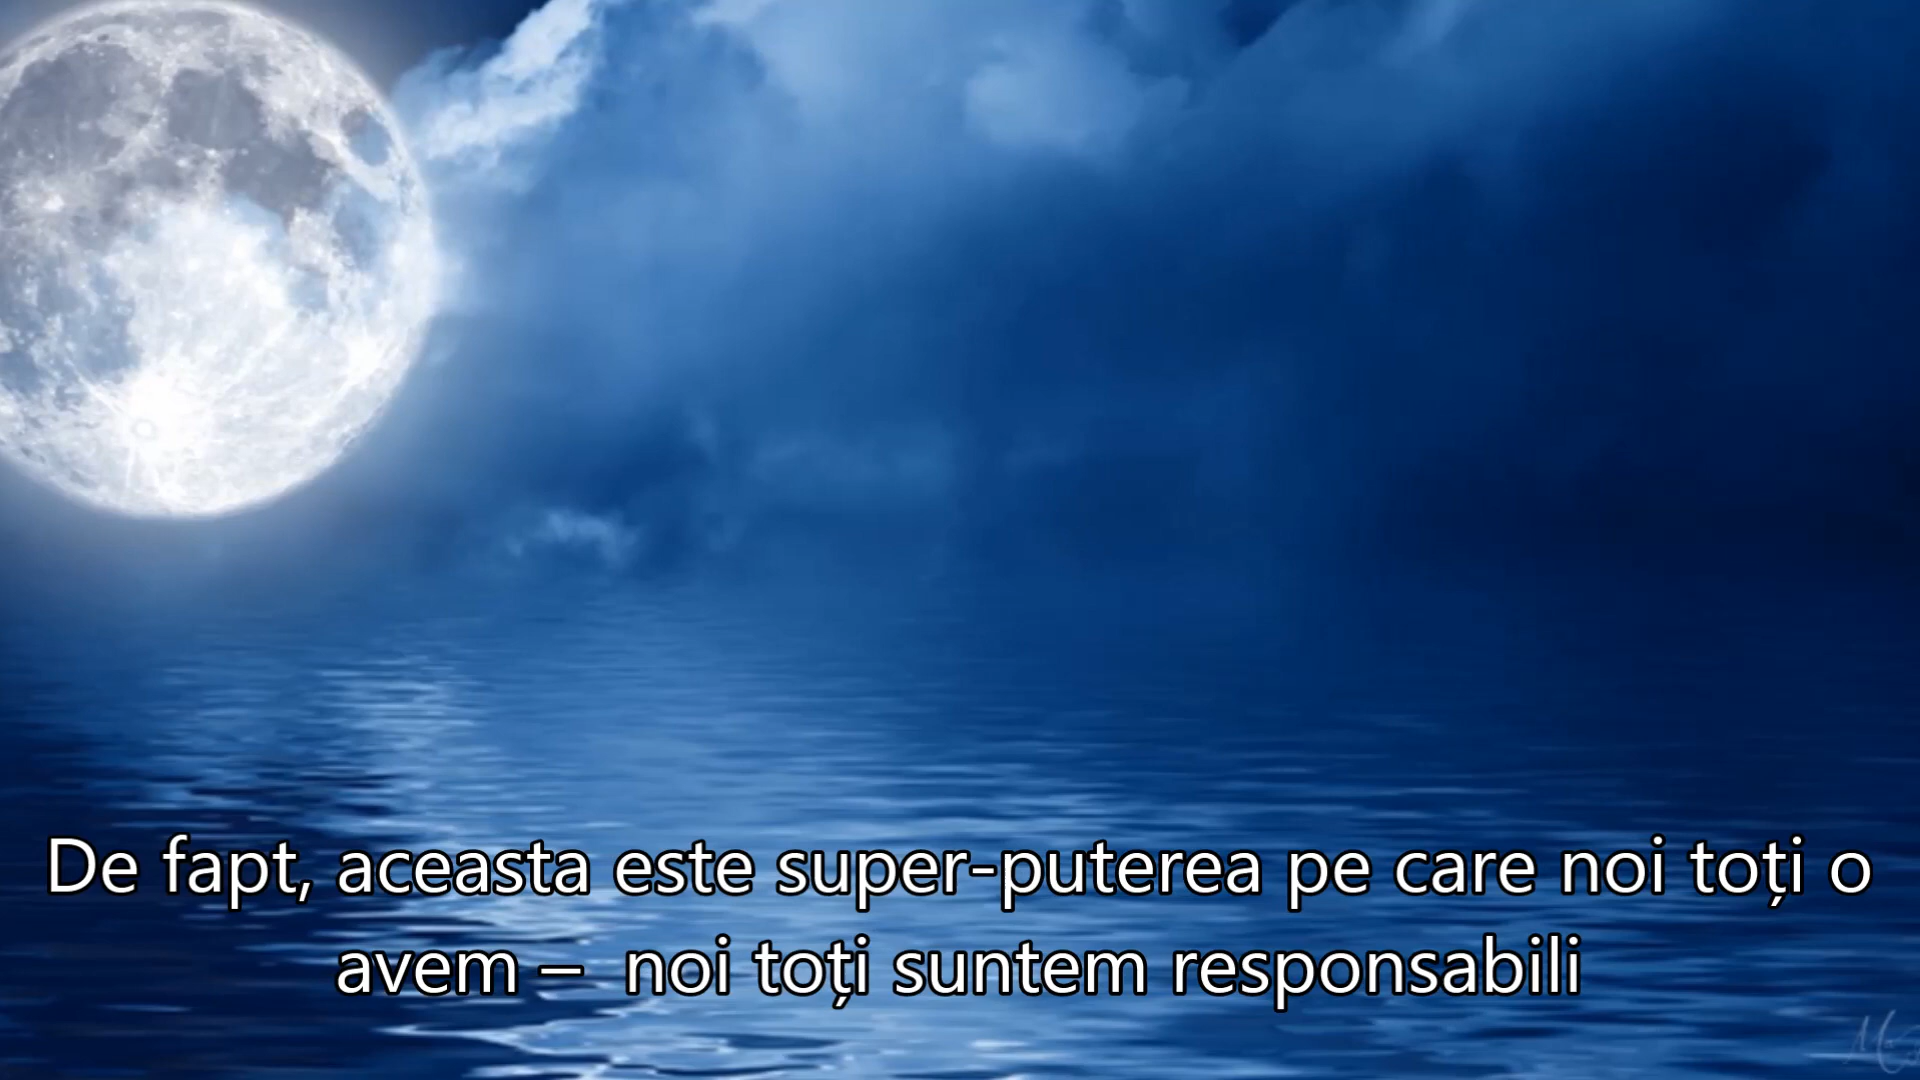 De fapt, aceasta este super-puterea pe care noi toți o
avem –  noi toți suntem responsabili